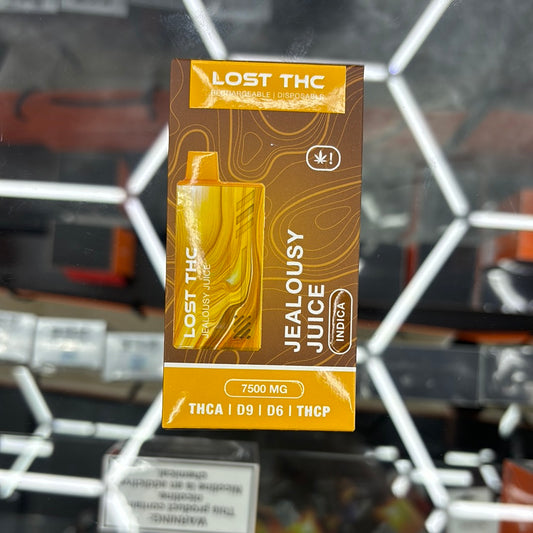 LOST THC
RECHARGEABLE | DISPOSABLE
!
LOST THC
JEALOUSY JUICE
JEALOUSY
JUICE
INDICA
7500 MG
THCA | D9 | D6 | THCP
WARNING:
This product contains
nicotine.
Nicotine is an addictive
chemical.